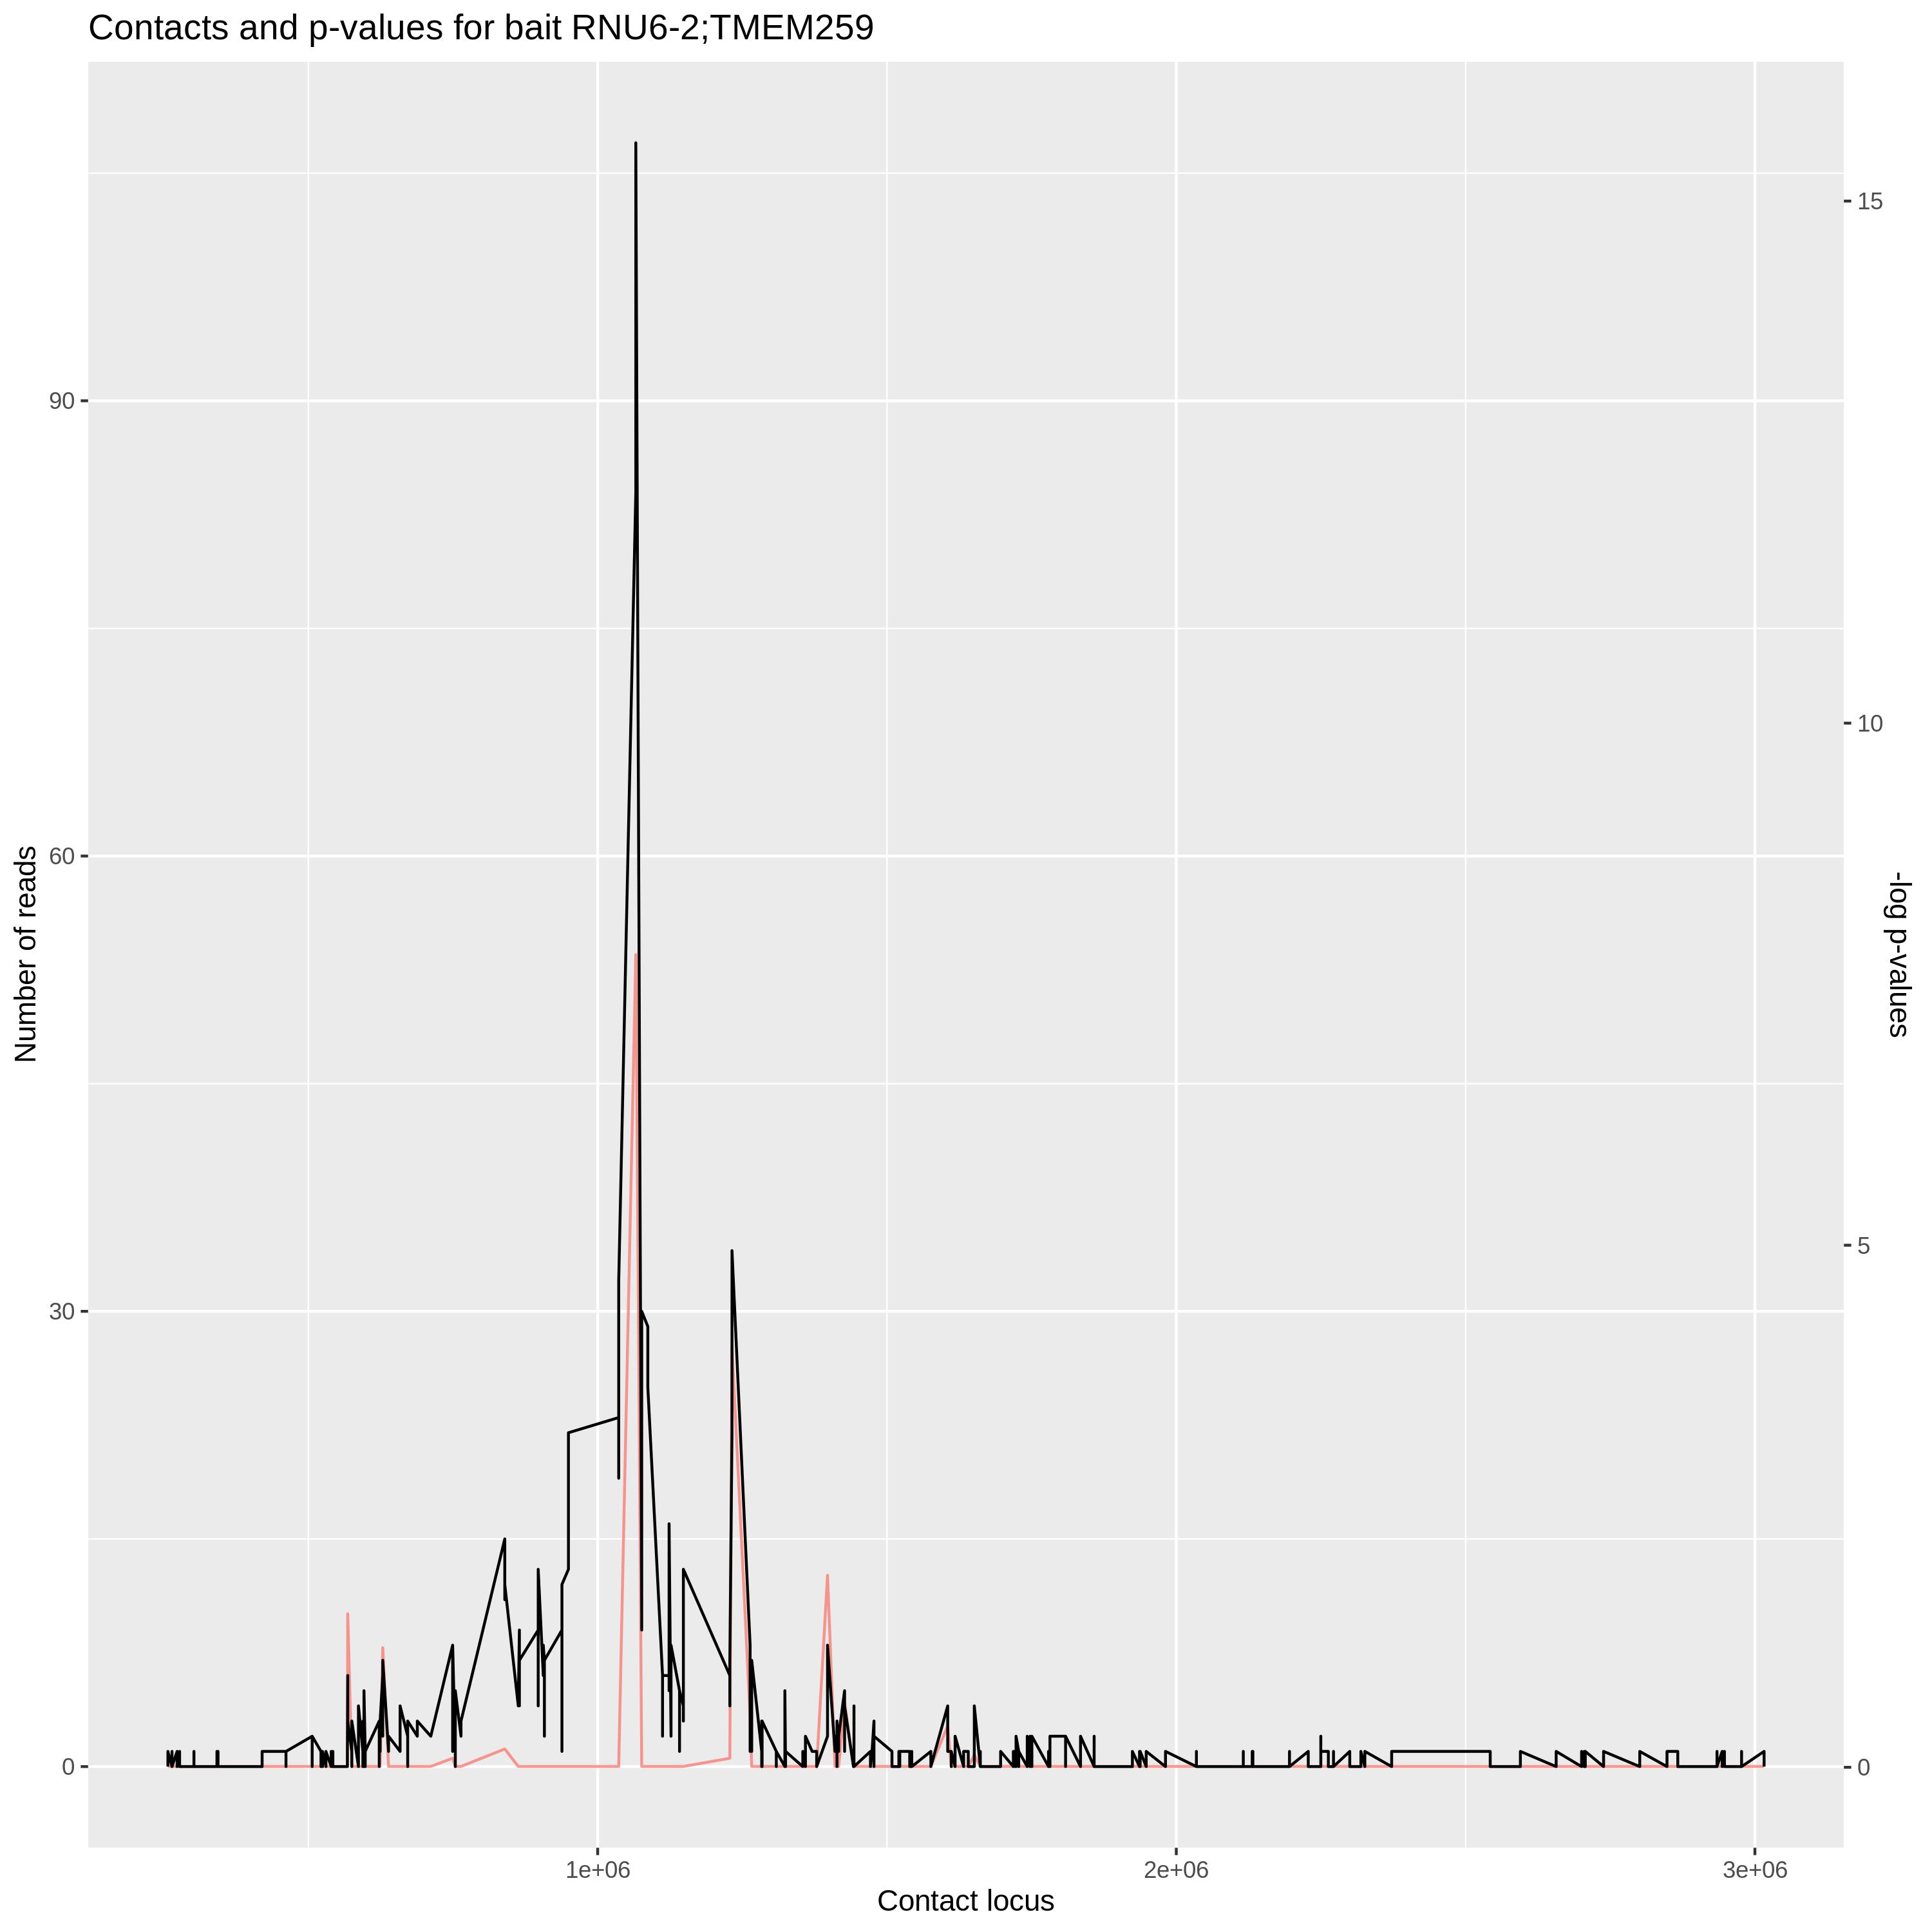 Contacts and p-values for bait RNU6-2;TMEM259
Number of reads
90
60
30
0
15
10
5
0
-log p-values
1e+06
2e+06
3e+06
Contact locus